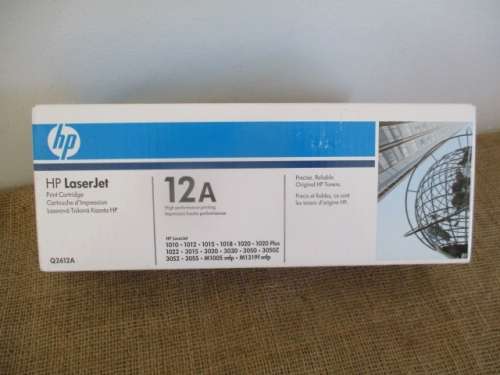 hp
HP LaserJet
Print Cartridge
Cartouche d'Impression
Laserová Tisková Kazeta HP
Q2612A
12A
High performance printing
Impressions haute performance
HP LaserJet
1010 · 1012 · 1015 · 1018 · 1020 · 1020 Plus
1022 · 3015 · 3020 · 3030 · 3050 · 3050Z
3052 · 3055 · M1005 mfp · M1319f mfp
Precise, Reliable.
Original HP Toners.
Précis et fiables, ce sont
les toners d'origine HP.